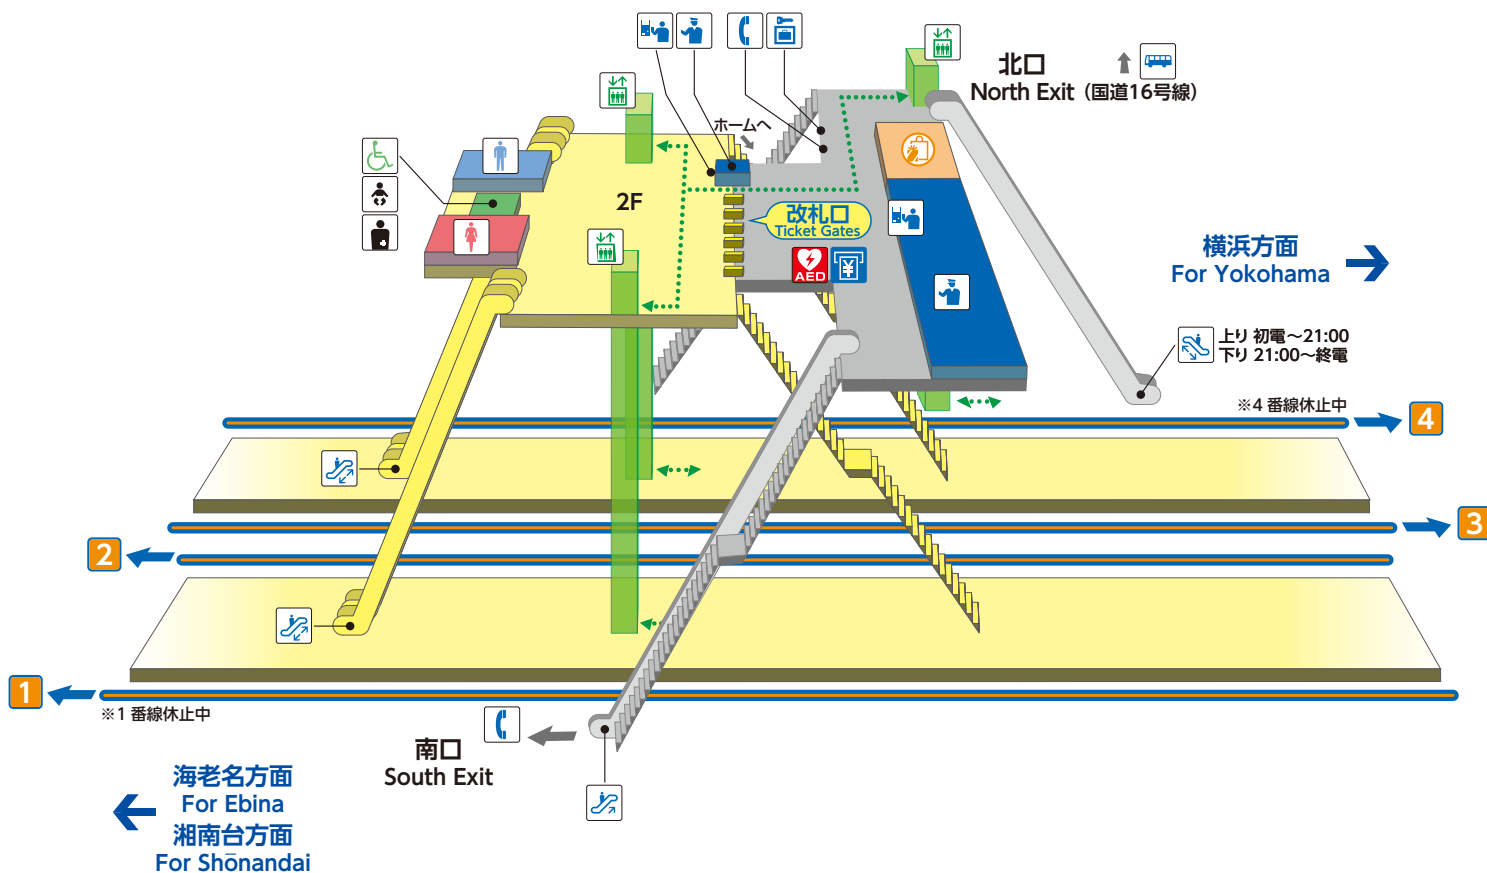 北口
North Exit（国道16号線）
ホームへ
2F
改札口
Ticket Gates
AED
¥
横浜方面
For Yokohama
上り 初電～21:00
下り 21:00～終電
※4 番線休止中
4
3
2
1
※1 番線休止中
南口
South Exit
海老名方面
For Ebina
湘南台方面
For Shōnandai